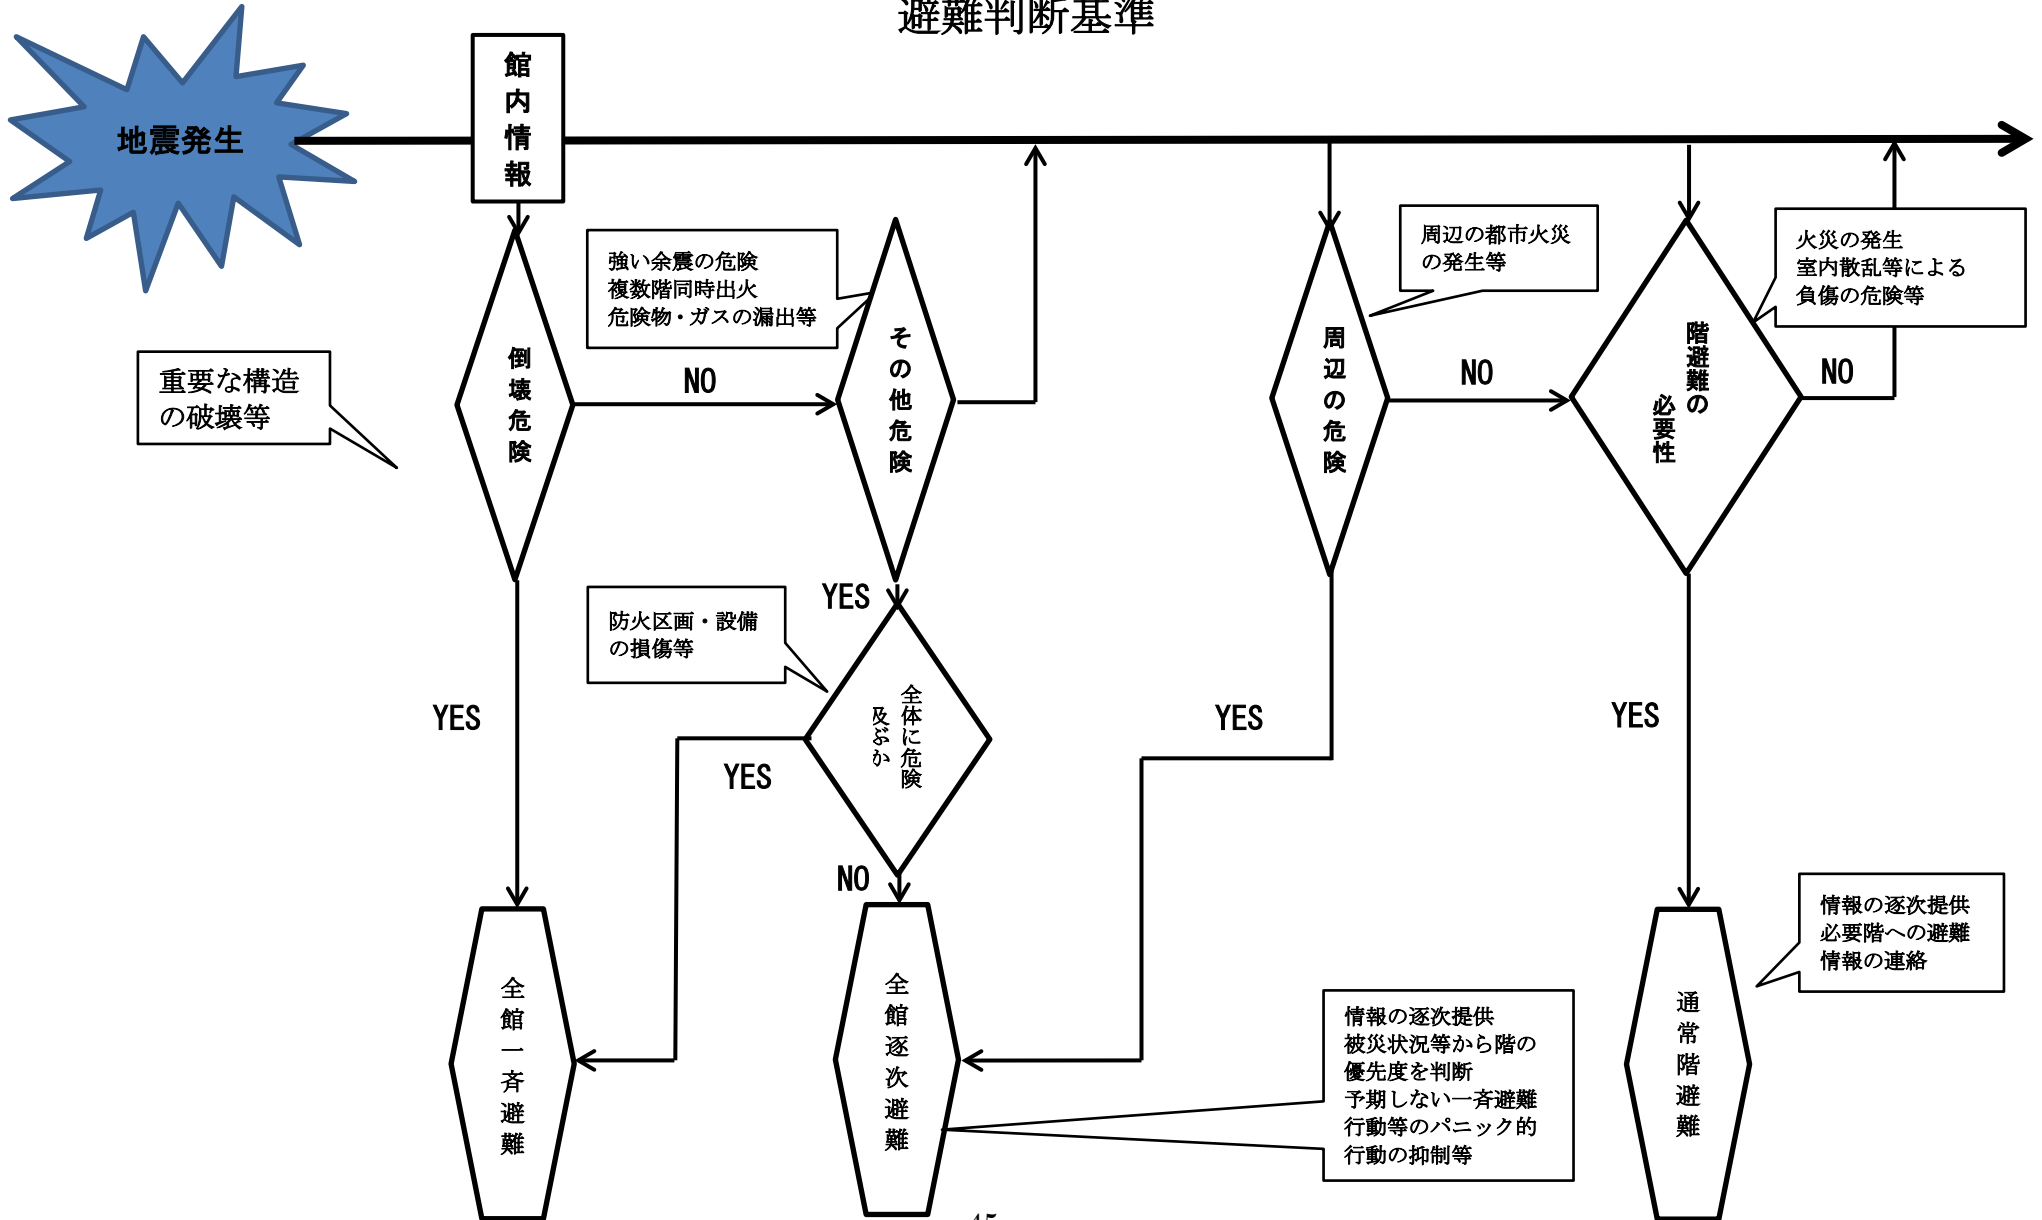 避難判断基準
地震発生
館内情報
強い余震の危険
複数階同時出火
危険物・ガスの漏出等
周辺の都市火災
の発生等
火災の発生
室内散乱等による
負傷の危険等
重要な構造
の破壊等
倒壊危険
NO
その他危険
周辺の危険
NO
階避難の
必要性
NO
防火区画・設備
の損傷等
YES
全体に危険
及ぶか
YES
YES
YES
YES
NO
情報の逐次提供
必要階への避難
情報の連絡
全館一斉避難
全館逐次避難
情報の逐次提供
被災状況等から階の
優先度を判断
予期しない一斉避難
行動等のパニック的
行動の抑制等
通常階避難